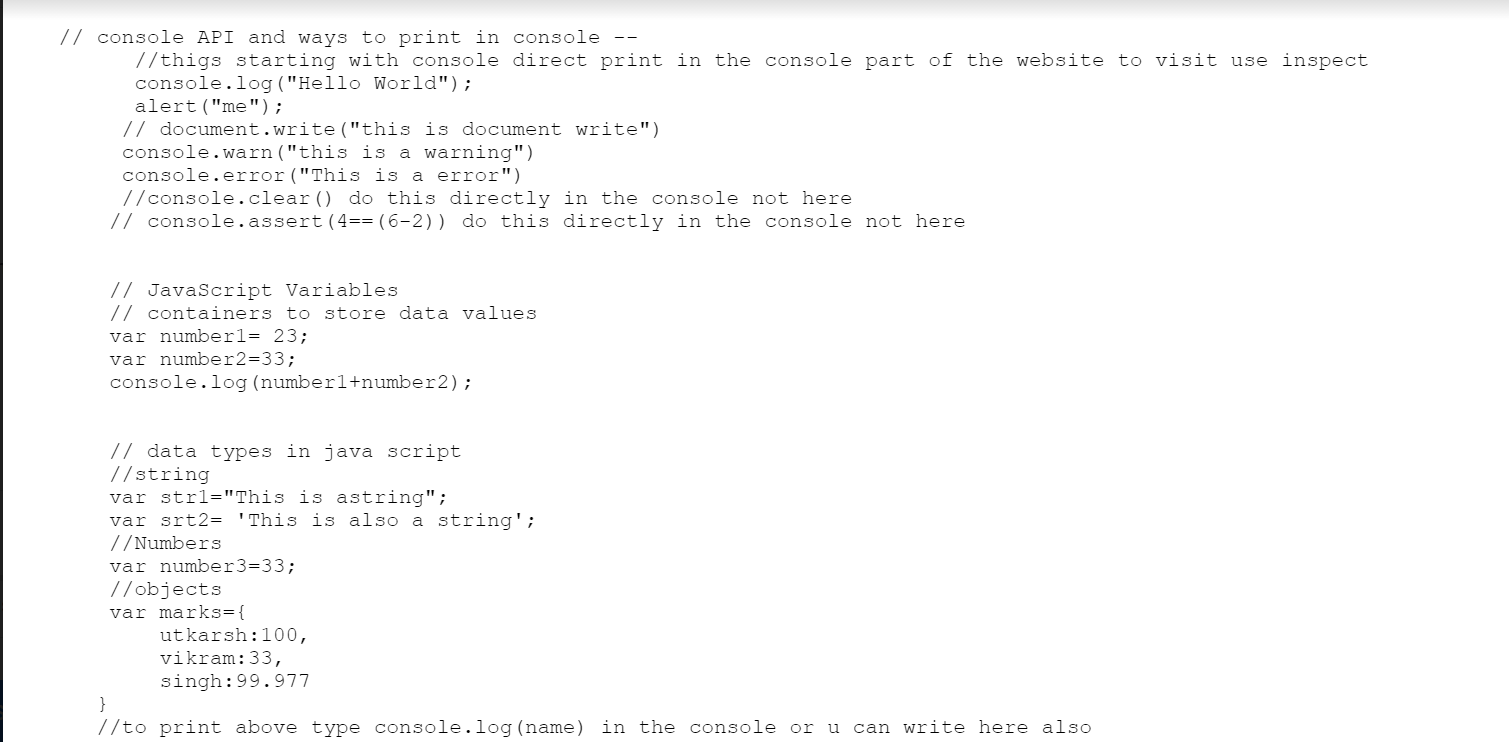 // console API and ways to print in console --
//thigs starting with console direct print in the console part of the website to visit use inspect
console.log("Hello World");
alert("me");
// document.write("this is document write")
console.warn("this is a warning")
console.error("This is a error")
//console.clear() do this directly in the console not here
// console.assert(4==(6-2)) do this directly in the console not here
// JavaScript Variables
// containers to store data values
var number1= 23;
var number2=33;
console.log(number1+number2);
// data types in java script
//string
var str1="This is astring";
var srt2= 'This is also a string';
//Numbers
var number3=33;
//objects
var marks={
utkarsh:100,
vikram:33,
singh:99.977
}
//to print above type console.log(name) in the console or u can write here also